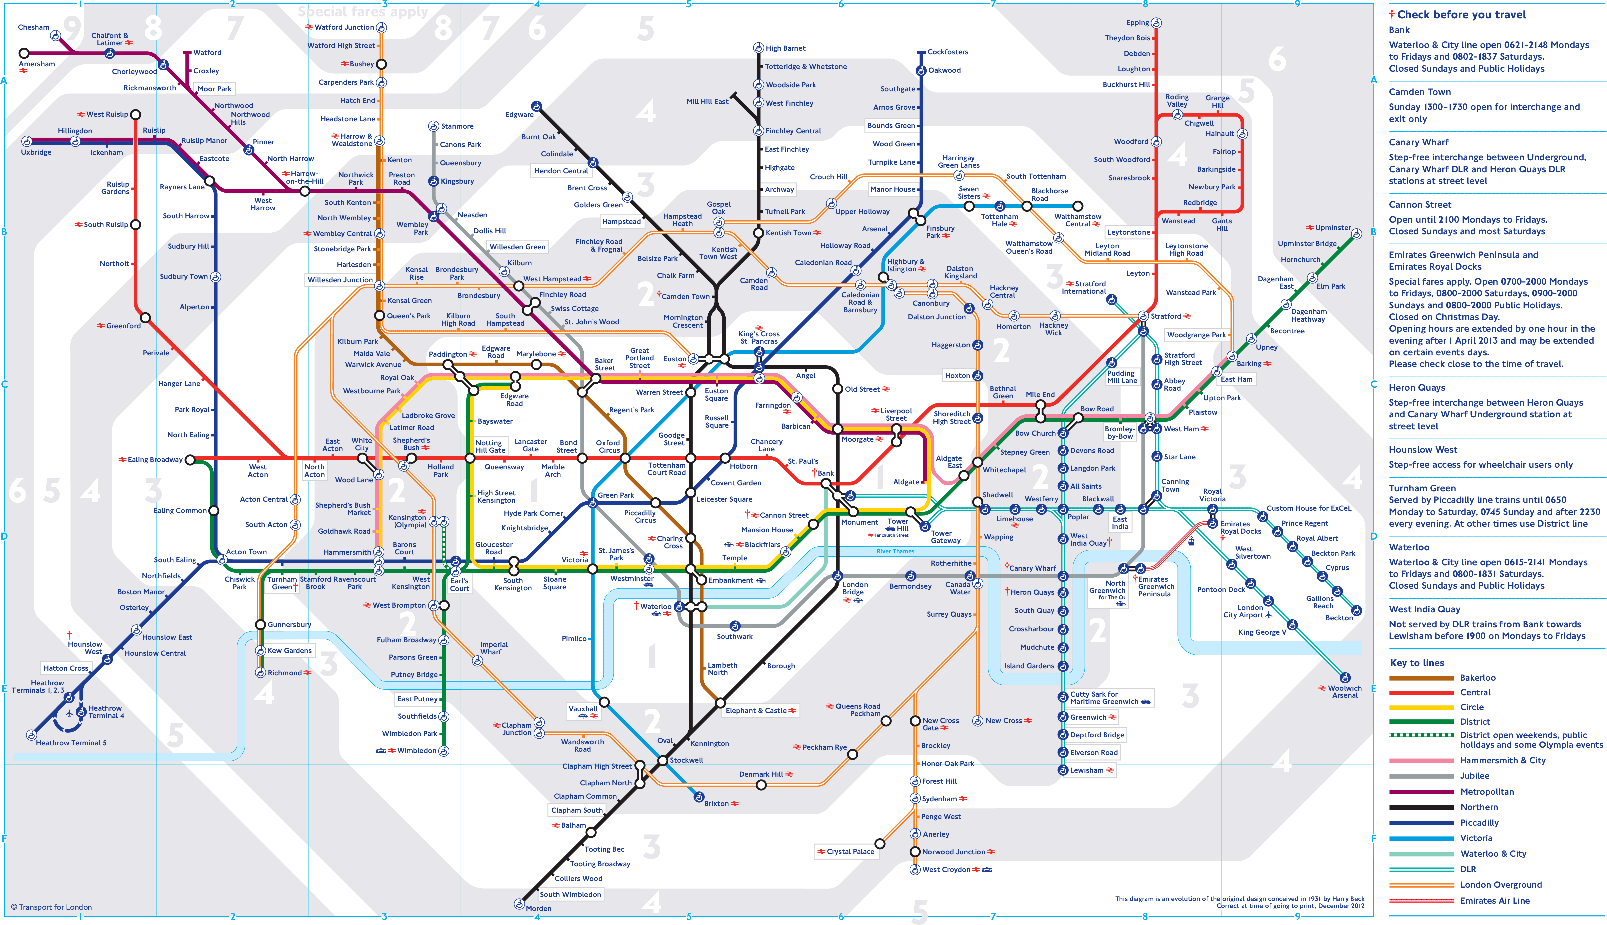 Special fares apply
Chesham
Chalfont &
Latimer
Amersham
Chorleywood
Rickmansworth
Watford
Croxley
Moor Park
Northwood
Northwood
Hills
Pinner
North Harrow
Harrow-
on-the-Hill
West Ruislip
Hillingdon
Uxbridge
Ickenham
Ruislip
Ruislip Manor
Eastcote
Rayners Lane
West
Harrow
Ruislip
Gardens
South Ruislip
Northolt
Greenford
Perivale
Hanger Lane
South Harrow
Sudbury Hill
Sudbury Town
Alperton
Park Royal
North Ealing
Ealing Broadway
West
Acton
North
Acton
East
Acton
White
City
Ealing Common
South Ealing
Acton Town
Northfields
Boston Manor
Osterley
Hounslow East
Hounslow Central
†
Hounslow
West
Hatton Cross
Heathrow
Terminals 1, 2, 3
Heathrow
Terminal 4
Heathrow Terminal 5
Watford Junction
Watford High Street
Bushey
Carpenders Park
Hatch End
Headstone Lane
Harrow &
Wealdstone
Kenton
Northwick
Park
Preston
Road
South Kenton
North Wembley
Wembley Central
Stonebridge Park
Harlesden
Willesden Junction
Kensal Green
Queen's Park
Kilburn Park
Maida Vale
Warwick Avenue
Stanmore
Canons Park
Queensbury
Kingsbury
Wembley
Park
Neasden
Dollis Hill
Willesden Green
Kilburn
West Hampstead
Finchley Road
Swiss Cottage
St. John's Wood
Kensal
Rise
Brondesbury
Park
Brondesbury
Kilburn
High Road
South
Hampstead
Edgware
Burnt Oak
Colindale
Hendon Central
Brent Cross
Golders Green
Hampstead
Finchley Road
& Frognal
Belsize Park
Chalk Farm
†Camden Town
Mornington
Crescent
Euston
High Barnet
Totteridge & Whetstone
Woodside Park
Mill Hill East
West Finchley
Finchley Central
East Finchley
Highgate
Archway
Tufnell Park
Kentish Town
Hampstead
Heath
Gospel
Oak
Kentish
Town West
Camden
Road
Crouch Hill
Upper Holloway
Cockfosters
Oakwood
Southgate
Arnos Grove
Bounds Green
Wood Green
Turnpike Lane
Manor House
Arsenal
Holloway Road
Caledonian Road
Finsbury
Park
Harringay
Green Lanes
Seven
Sisters
South Tottenham
Tottenham
Hale
Blackhorse
Road
Walthamstow
Central
Walthamstow
Queen's Road
Highbury &
Islington
Caledonian
Road &
Barnsbury
Canonbury
Dalston
Kingsland
Dalston Junction
Hackney
Central
Homerton
Hackney
Wick
Haggerston
Hoxton
Shoreditch
High Street
Leyton
Midland Road
Leytonstone
High Road
Wanstead Park
Woodgrange Park
Epping
Theydon Bois
Debden
Loughton
Buckhurst Hill
Roding
Valley
Grange
Hill
Chigwell
Hainault
Woodford
South Woodford
Snaresbrook
Fairlop
Barkingside
Newbury Park
Redbridge
Wanstead
Gants
Hill
Leytonstone
Leyton
†Stratford
International
Stratford
Upminster
Upminster Bridge
Hornchurch
Elm Park
Dagenham
East
Dagenham
Heathway
Becontree
Upney
Barking
East Ham
Upton Park
Plaistow
West Ham
Stratford
High Street
Abbey
Road
Pudding
Mill Lane
Star Lane
Canning
Town
Bromley-
by-Bow
Bow Road
Bow Church
Mile End
Bethnal
Green
Stepney Green
Whitechapel
Devons Road
Langdon Park
All Saints
Paddington
Edgware
Road
Marylebone
Baker
Street
Great
Portland
Street
Euston
Square
King's Cross
St. Pancras
Angel
Old Street
Liverpool
Street
Moorgate
Farringdon
Barbican
Royal Oak
Westbourne Park
Ladbroke Grove
Latimer Road
Edgware
Road
Bayswater
Warren Street
Regent's Park
Russell
Square
Goodge
Street
Notting
Hill Gate
Lancaster
Gate
Bond
Street
Oxford
Circus
Chancery
Lane
St. Paul's
†Bank
Shepherd's
Bush
Holland
Park
Queensway
Marble
Arch
Tottenham
Court Road
Holborn
Covent Garden
Leicester Square
Wood Lane
Shepherd's Bush
Market
Goldhawk Road
Hammersmith
Kensington
(Olympia)
High Street
Kensington
Hyde Park Corner
Knightsbridge
Green Park
Piccadilly
Circus
Cannon Street
Mansion House
Blackfriars
Monument
Tower
Hill
Fenchurch Street
Tower
Gateway
Aldgate
East
Aldgate
Acton Central
South Acton
Chiswick
Park
Turnham
Green†
Stamford
Brook
Ravenscourt
Park
Barons
Court
West
Kensington
Earl's
Court
Gloucester
Road
South
Kensington
Sloane
Square
Victoria
St. James's
Park
Westminster
Charing
Cross
Embankment
Temple
River Thames
Waterloo
Southwark
London
Bridge
Bermondsey
Canada
Water
Rotherhithe
Wapping
Shadwell
Limehouse
Westferry
Poplar
Blackwall
East
India
West
India Quay†
Canary Wharf
†Heron Quays
South Quay
Crossharbour
Mudchute
Island Gardens
Cutty Sark for
Maritime Greenwich
Greenwich
Deptford Bridge
Elverson Road
Lewisham
North
Greenwich
for The O2
Emirates
Greenwich
Peninsula
Emirates
Royal Docks
Royal
Victoria
Custom House for ExCeL
Prince Regent
Royal Albert
Beckton Park
Cyprus
Gallions
Reach
Beckton
West
Silvertown
Pontoon Dock
London
City Airport
King George V
Woolwich
Arsenal
Gunnersbury
Kew Gardens
Richmond
West Brompton
Fulham Broadway
Parsons Green
Putney Bridge
East Putney
Southfields
Wimbledon Park
Wimbledon
Imperial
Wharf
Clapham
Junction
Wandsworth
Road
Pimlico
Vauxhall
Lambeth
North
Borough
Elephant & Castle
Kennington
Oval
Stockwell
Clapham High Street
Clapham North
Clapham Common
Clapham South
Balham
Tooting Bec
Tooting Broadway
Colliers Wood
South Wimbledon
Morden
Brixton
Denmark Hill
Peckham Rye
Queens Road
Peckham
Surrey Quays
New Cross
Gate
New Cross
Brockley
Honor Oak Park
Forest Hill
Sydenham
Penge West
Anerley
Crystal Palace
Norwood Junction
West Croydon
© Transport for London
This diagram is an evolution of the original design conceived in 1931 by Harry Beck
Correct at time of going to print, December 2012
† Check before you travel
Bank
Waterloo & City line open 0621-2148 Mondays
to Fridays and 0802-1837 Saturdays.
Closed Sundays and Public Holidays
Camden Town
Sunday 1300-1730 open for interchange and
exit only
Canary Wharf
Step-free interchange between Underground,
Canary Wharf DLR and Heron Quays DLR
stations at street level
Cannon Street
Open until 2100 Mondays to Fridays.
Closed Sundays and most Saturdays
Emirates Greenwich Peninsula and
Emirates Royal Docks
Special fares apply. Open 0700-2000 Mondays
to Fridays, 0800-2000 Saturdays, 0900-2000
Sundays and 0800-2000 Public Holidays.
Closed on Christmas Day.
Opening hours are extended by one hour in the
evening after 1 April 2013 and may be extended
on certain events days.
Please check close to the time of travel.
Heron Quays
Step-free interchange between Heron Quays
and Canary Wharf Underground station at
street level
Hounslow West
Step-free access for wheelchair users only
Turnham Green
Served by Piccadilly line trains until 0650
Monday to Saturday, 0745 Sunday and after 2230
every evening. At other times use District line
Waterloo
Waterloo & City line open 0615-2141 Mondays
to Fridays and 0800-1831 Saturdays.
Closed Sundays and Public Holidays
West India Quay
Not served by DLR trains from Bank towards
Lewisham before 1900 on Mondays to Fridays
Key to lines
Bakerloo
Central
Circle
District
District open weekends, public
holidays and some Olympia events
Hammersmith & City
Jubilee
Metropolitan
Northern
Piccadilly
Victoria
Waterloo & City
DLR
London Overground
Emirates Air Line